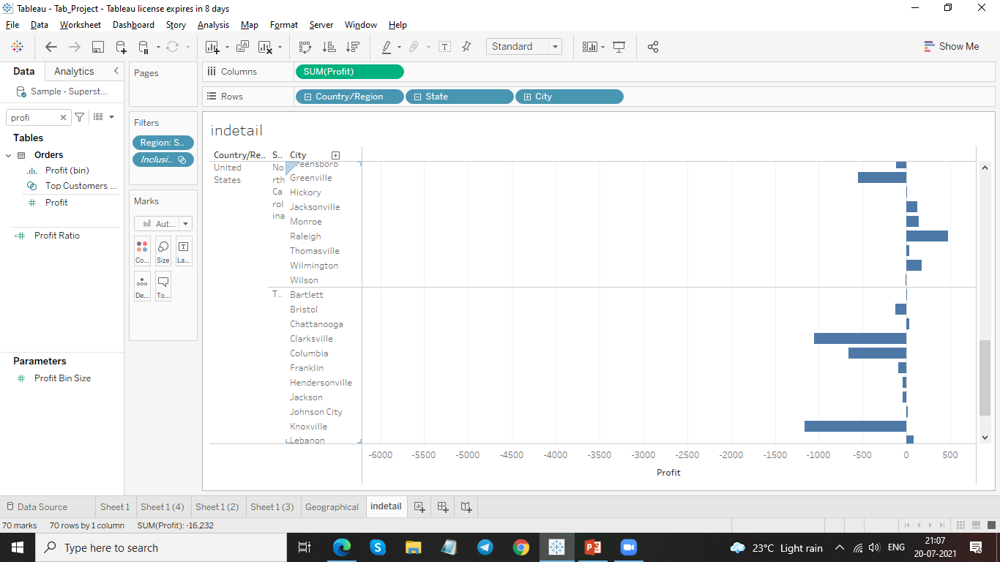 Tableau - Tab_Project - Tableau license expires in 8 days
File Data Worksheet Dashboard Story Analysis Map Format Server Window Help
Standard
Show Me
Data Analytics
Sample - Superst...
profi
Tables
Orders
Profit (bin)
Top Customers ...
Profit
Profit Ratio
Parameters
Profit Bin Size
Pages
Filters
Region: S..
Inclusi..
Marks
Aut...
Co... Size La...
De... To...
Columns SUM(Profit)
Rows Country/Region State City
indetail
Country/Re.. S.. City
United
States
No
rth
Ca
rol
ina
Greensboro
Greenville
Hickory
Jacksonville
Monroe
Raleigh
Thomasville
Wilmington
Wilson
T.. Bartlett
Bristol
Chattanooga
Clarksville
Columbia
Franklin
Hendersonville
Jackson
Johnson City
Knoxville
Lebanon
-6000 -5500 -5000 -4500 -4000 -3500 -3000 -2500 -2000 -1500 -1000 -500 0 500
Profit
Data Source Sheet 1 Sheet 1 (4) Sheet 1 (2) Sheet 1 (3) Geographical indetail
70 marks 70 rows by 1 column SUM(Profit): -16,232
Type here to search
23°C Light rain
ENG
21:07
20-07-2021